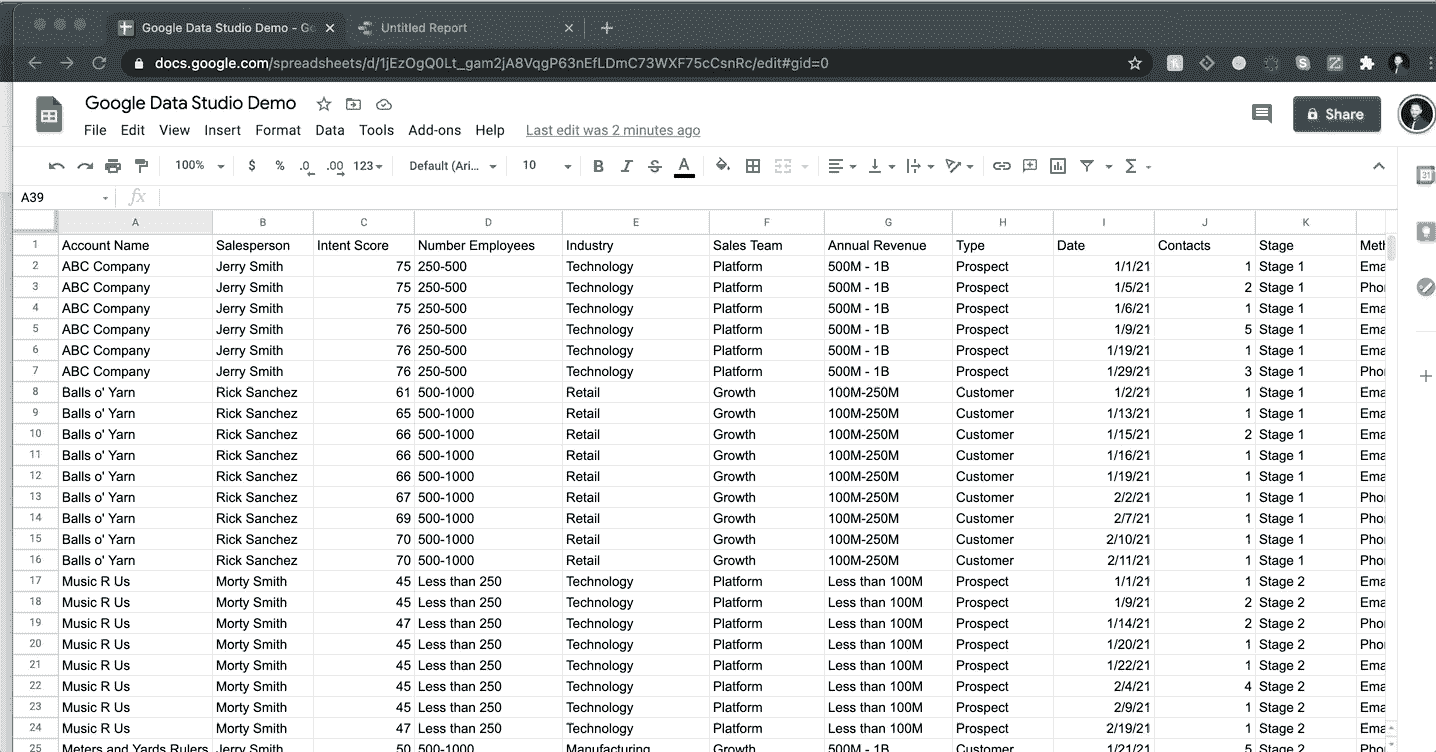 Google Data Studio Demo - Go
Untitled Report
docs.google.com/spreadsheets/d/1jEzOgQ0Lt_gam2jA8VqgP63nEfLDmC73WXF75cCsnRc/edit#gid=0
Google Data Studio Demo
File Edit View Insert Format Data Tools Add-ons Help Last edit was 2 minutes ago
Share
100% $ % .0 .00 123 Default (Ari... 10 B I S A Σ
31
A39 fx
A B C D E F G H I J K
1 Account Name Salesperson Intent Score Number Employees Industry Sales Team Annual Revenue Type Date Contacts Stage Meth
2 ABC Company Jerry Smith 75 250-500 Technology Platform 500M - 1B Prospect 1/1/21 1 Stage 1 Ema
3 ABC Company Jerry Smith 75 250-500 Technology Platform 500M - 1B Prospect 1/5/21 2 Stage 1 Pho
4 ABC Company Jerry Smith 75 250-500 Technology Platform 500M - 1B Prospect 1/6/21 1 Stage 1 Ema
5 ABC Company Jerry Smith 76 250-500 Technology Platform 500M - 1B Prospect 1/9/21 5 Stage 1 Ema
6 ABC Company Jerry Smith 76 250-500 Technology Platform 500M - 1B Prospect 1/19/21 1 Stage 1 Ema
7 ABC Company Jerry Smith 76 250-500 Technology Platform 500M - 1B Prospect 1/29/21 3 Stage 1 Pho
8 Balls o' Yarn Rick Sanchez 61 500-1000 Retail Growth 100M-250M Customer 1/2/21 1 Stage 1 Ema
9 Balls o' Yarn Rick Sanchez 65 500-1000 Retail Growth 100M-250M Customer 1/13/21 1 Stage 1 Ema
10 Balls o' Yarn Rick Sanchez 66 500-1000 Retail Growth 100M-250M Customer 1/15/21 2 Stage 1 Ema
11 Balls o' Yarn Rick Sanchez 66 500-1000 Retail Growth 100M-250M Customer 1/16/21 1 Stage 1 Ema
12 Balls o' Yarn Rick Sanchez 66 500-1000 Retail Growth 100M-250M Customer 1/19/21 1 Stage 1 Ema
13 Balls o' Yarn Rick Sanchez 67 500-1000 Retail Growth 100M-250M Customer 2/2/21 1 Stage 1 Pho
14 Balls o' Yarn Rick Sanchez 69 500-1000 Retail Growth 100M-250M Customer 2/7/21 1 Stage 1 Pho
15 Balls o' Yarn Rick Sanchez 70 500-1000 Retail Growth 100M-250M Customer 2/10/21 1 Stage 1 Pho
16 Balls o' Yarn Rick Sanchez 70 500-1000 Retail Growth 100M-250M Customer 2/11/21 1 Stage 1 Pho
17 Music R Us Morty Smith 45 Less than 250 Technology Platform Less than 100M Prospect 1/1/21 1 Stage 2 Ema
18 Music R Us Morty Smith 45 Less than 250 Technology Platform Less than 100M Prospect 1/9/21 2 Stage 2 Ema
19 Music R Us Morty Smith 47 Less than 250 Technology Platform Less than 100M Prospect 1/14/21 2 Stage 2 Pho
20 Music R Us Morty Smith 45 Less than 250 Technology Platform Less than 100M Prospect 1/20/21 1 Stage 2 Pho
21 Music R Us Morty Smith 45 Less than 250 Technology Platform Less than 100M Prospect 1/22/21 1 Stage 2 Ema
22 Music R Us Morty Smith 45 Less than 250 Technology Platform Less than 100M Prospect 2/4/21 4 Stage 2 Ema
23 Music R Us Morty Smith 45 Less than 250 Technology Platform Less than 100M Prospect 2/9/21 1 Stage 2 Pho
24 Music R Us Morty Smith 47 Less than 250 Technology Platform Less than 100M Prospect 2/19/21 1 Stage 2 Ema
25 Meters and Yards Rulers Jerry Smith 50 500-1000 Manufacturing Growth 500M - 1B Customer 1/21/21 5 Stage 2 Ema